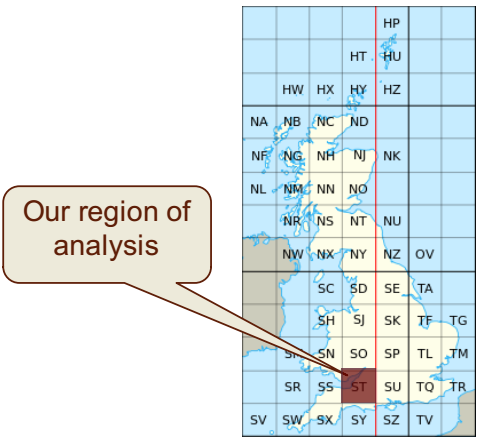 HP
HT HU
HW HX HY HZ
NA NB NC ND
NF NG NH NJ NK
NL NM NN NO
Our region of
analysis
NR NS NT NU
NW NX NY NZ OV
SC SD SE TA
SH SJ SK TF TG
SN SO SP TL TM
SR SS ST SU TQ TR
SV SW SX SY SZ TV